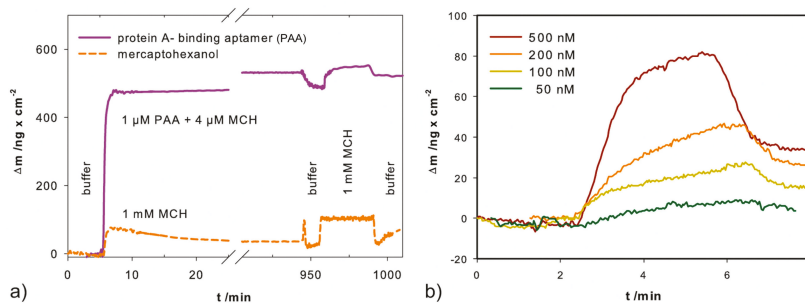 a)
Δm /ng x cm-2
600
400
200
0
protein A- binding aptamer (PAA)
mercaptohexanol
1 µM PAA + 4 µM MCH
buffer
1 mM MCH
buffer
1 mM MCH
buffer
0 10 20 950 1000
t /min
b)
Δm /ng x cm-2
100
80
60
40
20
0
-20
500 nM
200 nM
100 nM
50 nM
0 2 4 6
t /min